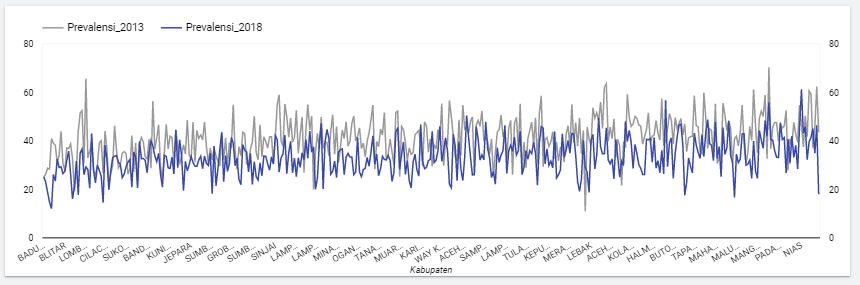 Prevalensi_2013 Prevalensi_2018
80 80
60 60
40 40
20 20
0 0
BADU... BLITAR LOMB... CILAC... SUKO... BAND... KUNI... JEPARA SUMB... GROB... SUMB... SINJAI LAMP... LAMP... MINA... OGAN... TANA... MUAR... KARI... WAY K... ACEH... SAMP... LAMP... TULA... KEPU... MERA... LEBAK ACEH... KOLA... HALM... BUTO... TAPA... MAHA... MALU... MANG... PADA... NIAS
Kabupaten